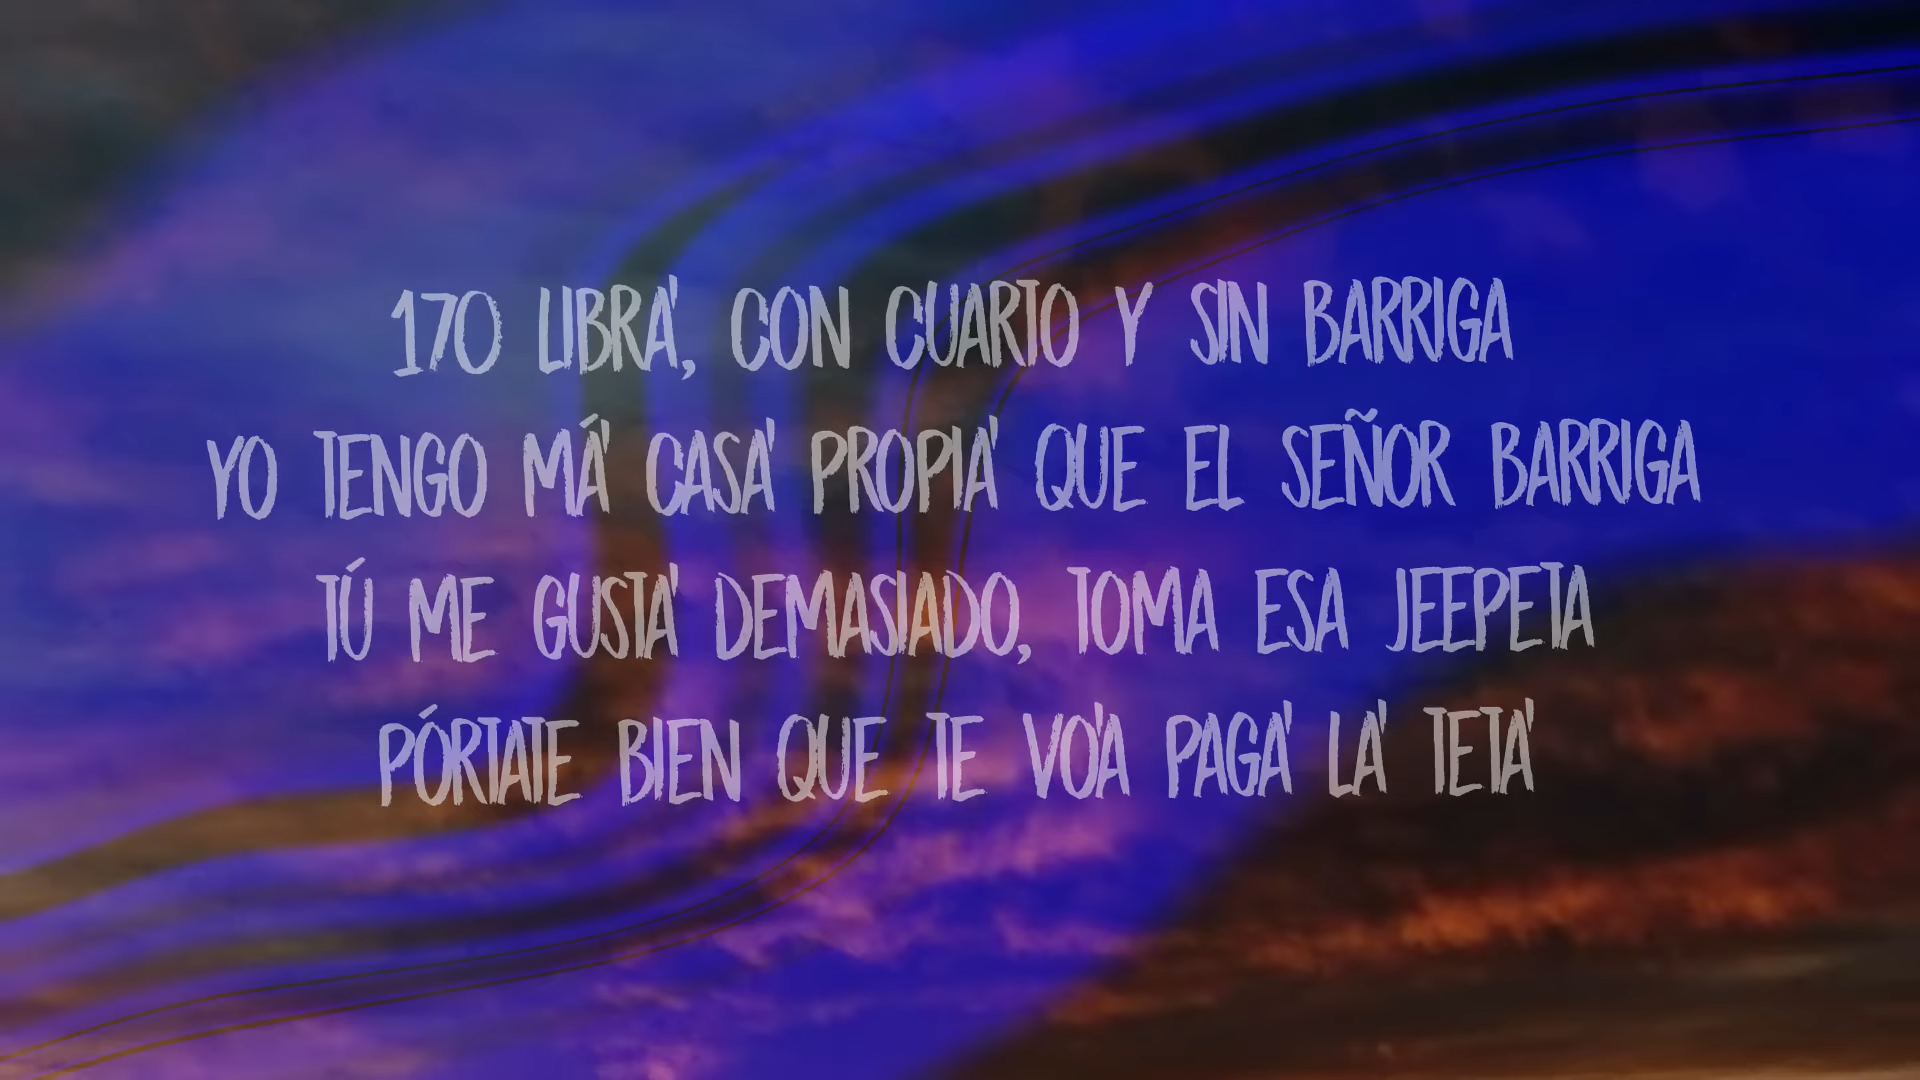 170 LIBRA', CON CUARTO Y SIN BARRIGA
YO TENGO MÁ' CASA' PROPIA' QUE EL SEÑOR BARRIGA
TÚ ME GUSTA' DEMASIADO, TOMA ESA JEEPETA
PÓRTATE BIEN QUE TE VO'A PAGA' LA' TETA'